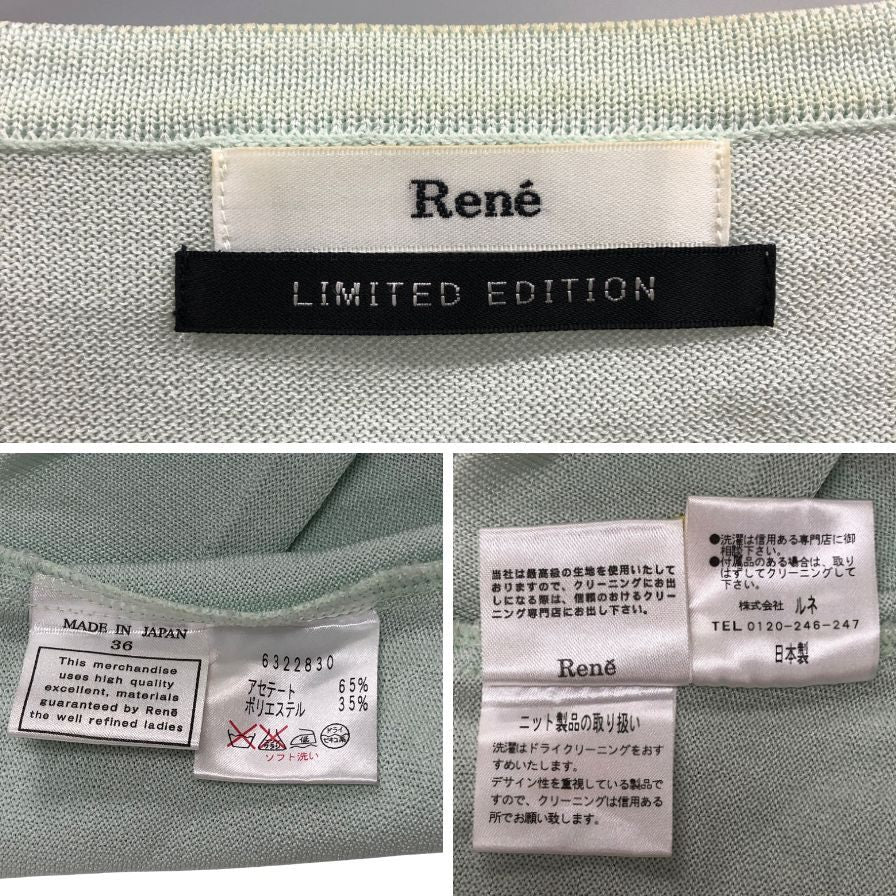 René
LIMITED EDITION
MADE IN JAPAN
36
This merchandise
uses high quality
excellent, materials
guaranteed by René
the well refined ladies
6322830
アセテート 65%
ポリエステル 35%
ソフト洗い
当社は最高級の生地を使用いたして
おりますので、クリーニングにお出
しになる際は、信頼のおけるクリー
ニング専門店にお出し下さい。
René
●洗濯は信用ある専門店に御
相談下さい。
●付属品のある場合は、取り
はずしてクリーニングして
下さい。
株式会社 ルネ
TEL 0120-246-247
日本製
ニット製品の取り扱い
洗濯はドライクリーニングをおす
すめいたします。
デザイン性を重視している製品で
すので、クリーニングは信用ある
所でお願い致します。